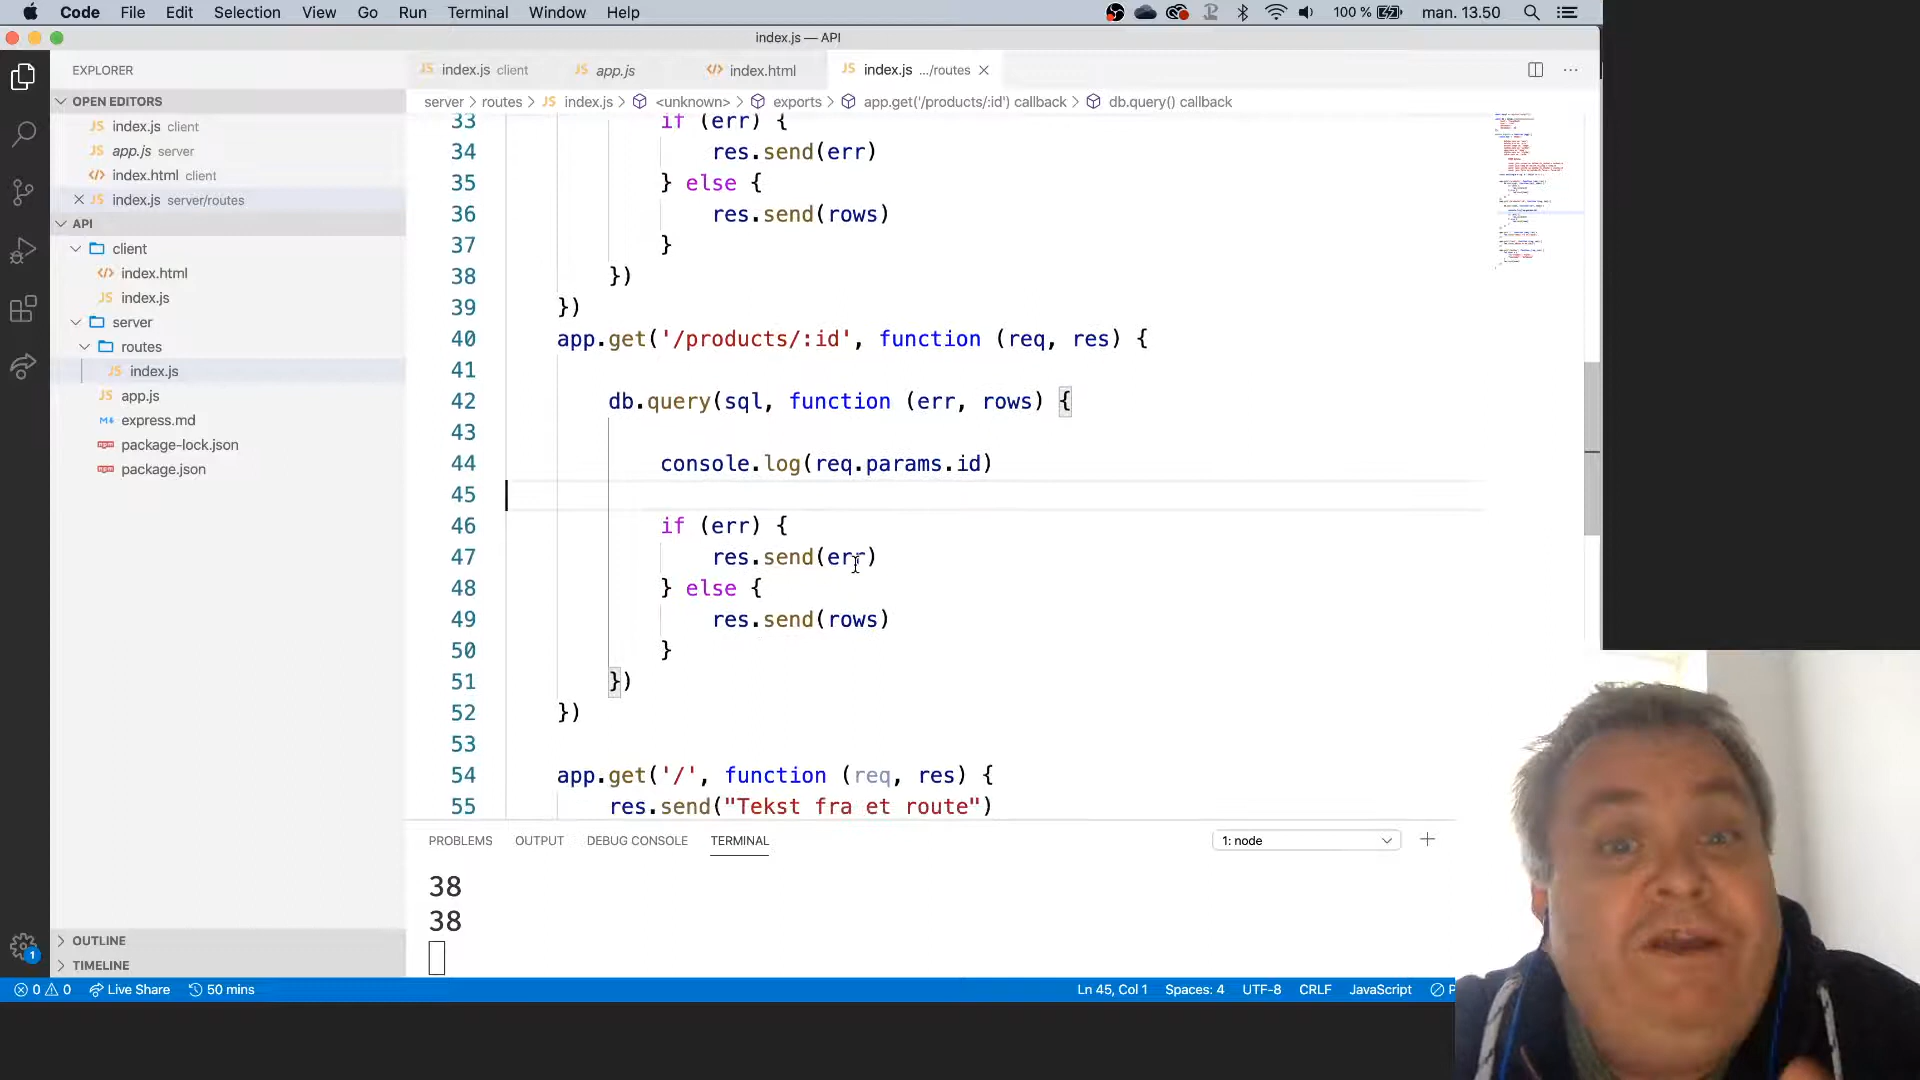 Code File Edit Selection View Go Run Terminal Window Help 100 % man. 13.50
index.js — API
EXPLORER
index.js client app.js index.html index.js .../routes
OPEN EDITORS
server > routes > JS index.js > <unknown> > exports > app.get('/products/:id') callback > db.query() callback
JS index.js client
JS app.js server
<> index.html client
JS index.js server/routes
API
client
<> index.html
JS index.js
server
routes
JS index.js
JS app.js
express.md
package-lock.json
package.json
OUTLINE
TIMELINE
33 if (err) {
34 res.send(err)
35 } else {
36 res.send(rows)
37 }
38 })
39 })
40 app.get('/products/:id', function (req, res) {
41
42 db.query(sql, function (err, rows) {
43
44 console.log(req.params.id)
45
46 if (err) {
47 res.send(err)
48 } else {
49 res.send(rows)
50 }
51 })
52 })
53
54 app.get('/', function (req, res) {
55 res.send("Tekst fra et route")
PROBLEMS OUTPUT DEBUG CONSOLE TERMINAL 1: node
38
38
1
0 0 Live Share 50 mins Ln 45, Col 1 Spaces: 4 UTF-8 CRLF JavaScript